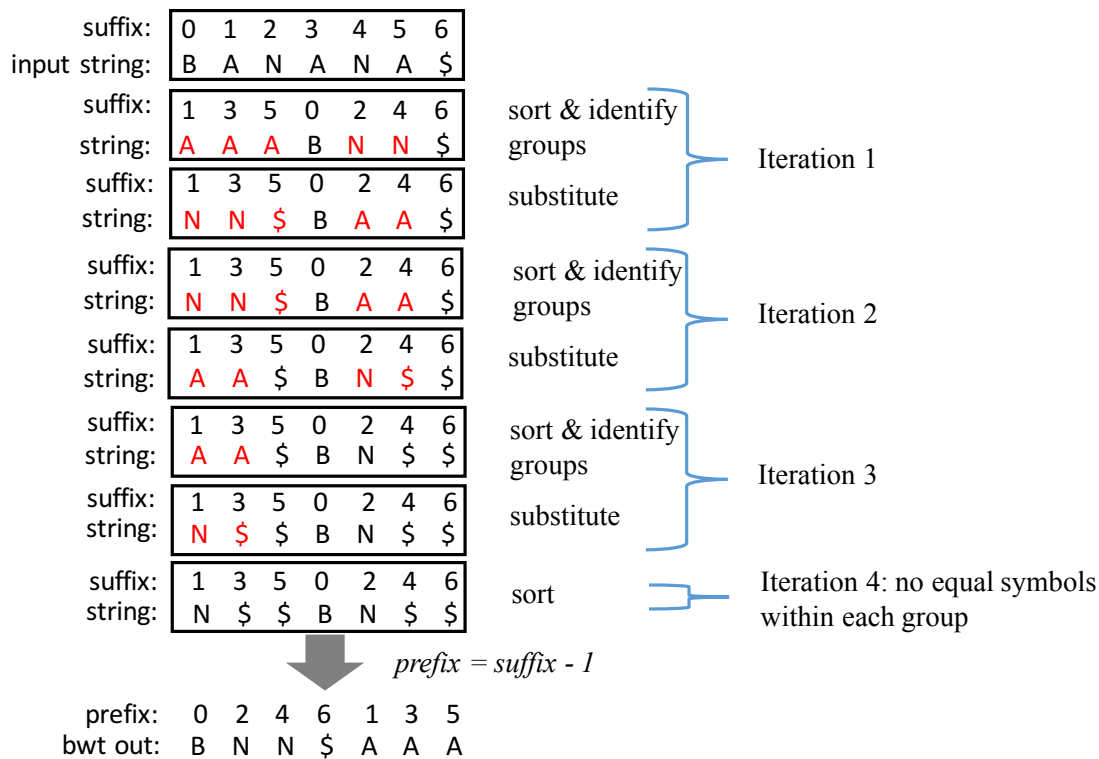 suffix: 0 1 2 3 4 5 6
input string: B A N A N A $
suffix: 1 3 5 0 2 4 6
string: A A A B N N $
sort & identify
groups
suffix: 1 3 5 0 2 4 6
string: N N $ B A A $
substitute
Iteration 1
suffix: 1 3 5 0 2 4 6
string: N N $ B A A $
sort & identify
groups
suffix: 1 3 5 0 2 4 6
string: A A $ B N $ $
substitute
Iteration 2
suffix: 1 3 5 0 2 4 6
string: A A $ B N $ $
sort & identify
groups
suffix: 1 3 5 0 2 4 6
string: N $ $ B N $ $
substitute
Iteration 3
suffix: 1 3 5 0 2 4 6
string: N $ $ B N $ $
sort
Iteration 4: no equal symbols
within each group
prefix = suffix - 1
prefix: 0 2 4 6 1 3 5
bwt out: B N N $ A A A